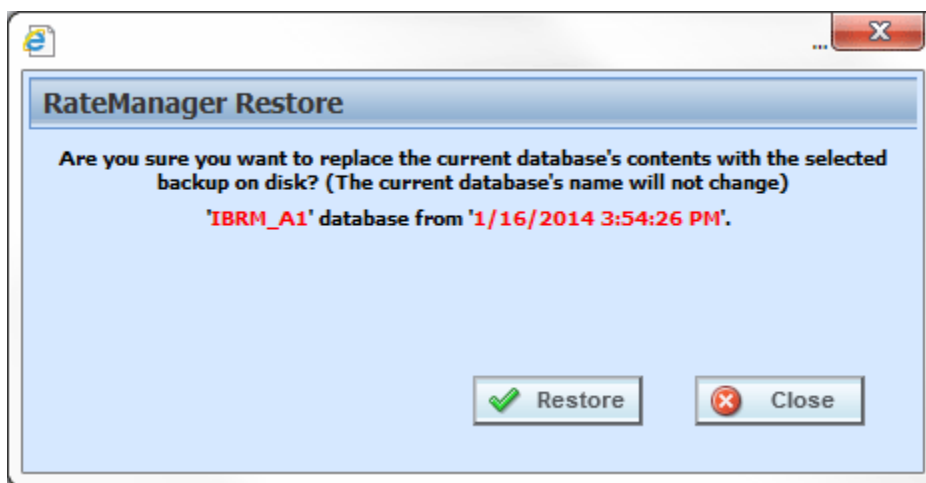 ...
RateManager Restore
Are you sure you want to replace the current database's contents with the selected
backup on disk? (The current database's name will not change)
'IBRM_A1' database from '1/16/2014 3:54:26 PM'.
Restore
Close